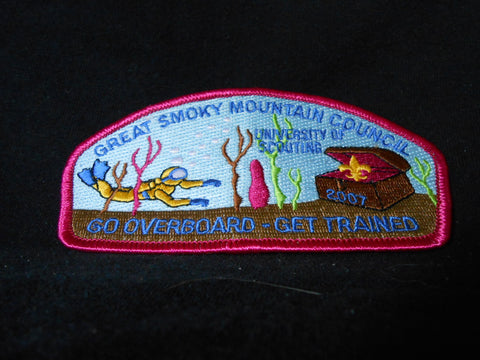 GREAT SMOKY MOUNTAIN COUNCIL
UNIVERSITY OF
SCOUTING
2007
GO OVERBOARD - GET TRAINED